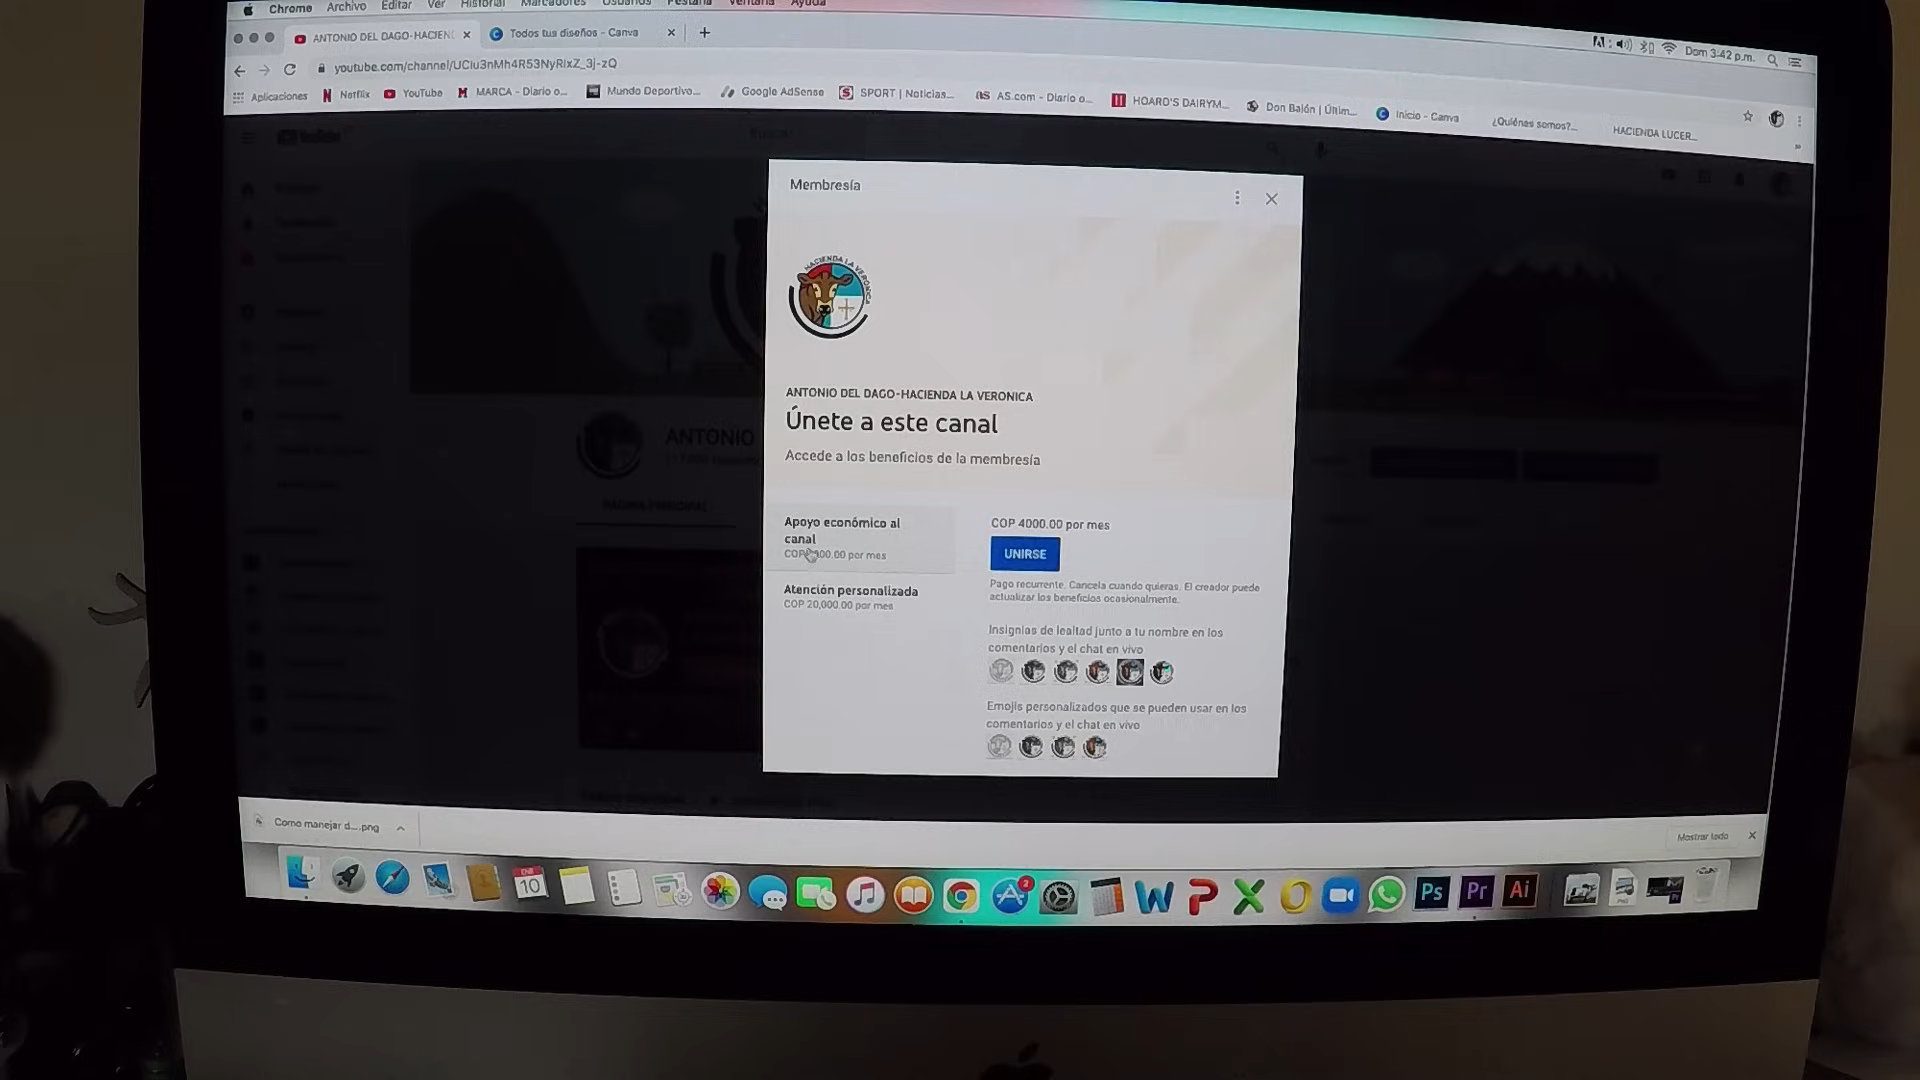 Chrome Archivo Editar Ver Historial Marcadores Usuarios Pestaña Ventana Ayuda
Dom 3:42 p.m.
ANTONIO DEL DAGO-HACIEN
Todos tus diseños - Canva
youtube.com/channel/UCiu3nMh4R53NyRixZ_3j-zQ
Aplicaciones
Netflix
YouTube
MARCA - Diario o...
Mundo Deportivo...
Google AdSense
SPORT | Noticias...
AS.com - Diario o...
HOARD'S DAIRYM...
Don Balón | Últim...
Inicio - Canva
¿Quiénes somos?...
HACIENDA LUCER...
Membresía
HACIENDA LA VERONICA
ANTONIO DEL DAGO-HACIENDA LA VERONICA
Únete a este canal
Accede a los beneficios de la membresía
Apoyo económico al
canal
por mes
Atención personalizada
COP 20,000.00 por mes
COP 4000.00 por mes
UNIRSE
Pago recurrente. Cancela cuando quieras. El creador puede
actualizar los beneficios ocasionalmente.
Insignias de lealtad junto a tu nombre en los
comentarios y el chat en vivo
Emojis personalizados que se pueden usar en los
comentarios y el chat en vivo
ANTONIO
Como manejar d....png
Mostrar todo
ENE
10
2
Ps
Pr
Ai